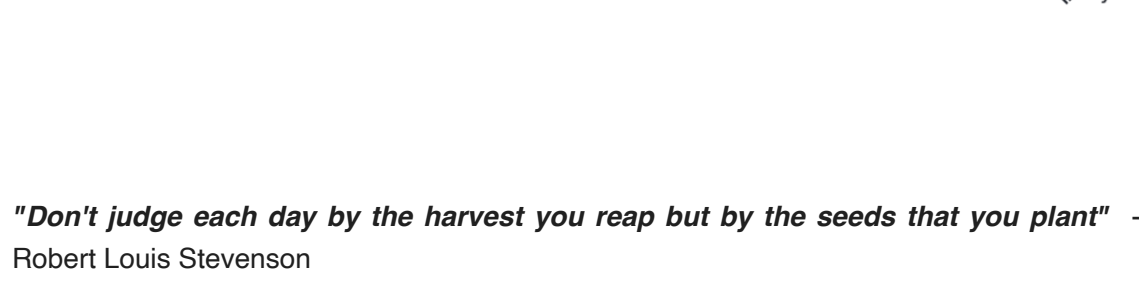 "Don't judge each day by the harvest you reap but by the seeds that you plant" -
Robert Louis Stevenson